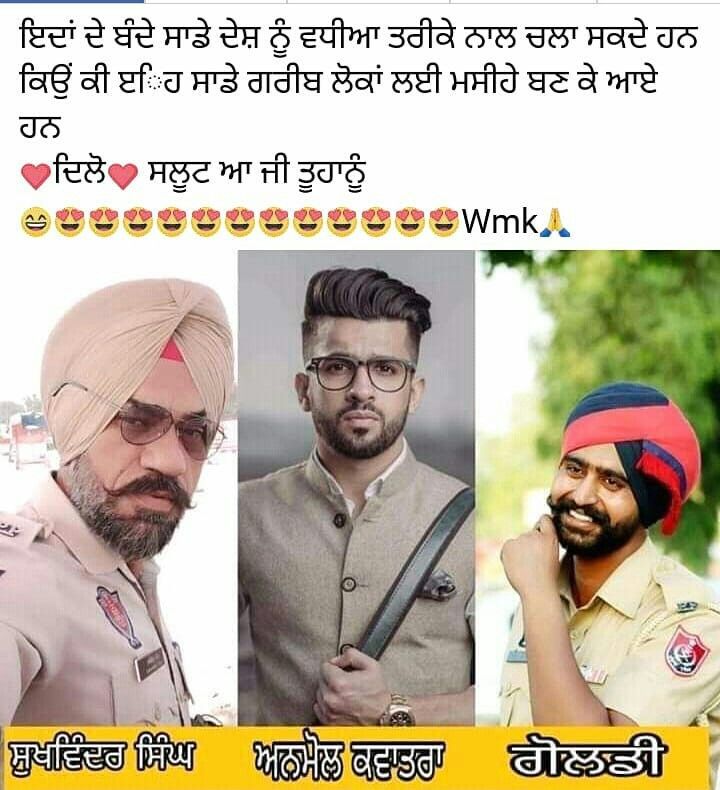 ਇਦਾਂ ਦੇ ਬੰਦੇ ਸਾਡੇ ਦੇਸ਼ ਨੂੰ ਵਧੀਆ ਤਰੀਕੇ ਨਾਲ ਚਲਾ ਸਕਦੇ ਹਨ
ਕਿਉਂ ਕੀ ੲਿਹ ਸਾਡੇ ਗਰੀਬ ਲੋਕਾਂ ਲਈ ਮਸੀਹੇ ਬਣ ਕੇ ਆਏ
ਹਨ
❤️ਦਿਲੋ❤️ ਸਲੂਟ ਆ ਜੀ ਤੂਹਾਨੂੰ
😄😍😍😍😍😍😍😍😍😍😍😍😍Wmk🙏
ਸੁਖਵਿੰਦਰ ਸਿੰਘ ਅਨਮੋਲ ਕਵਾਤਰਾ ਗੋਲਡੀ